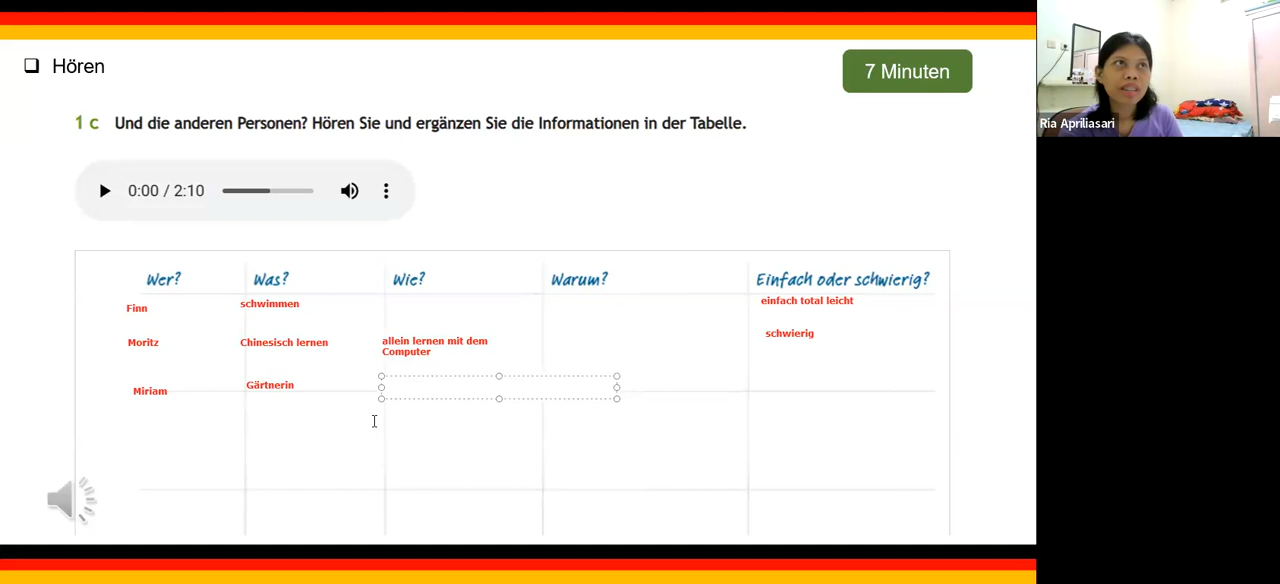 Hören
7 Minuten
Ria Apriliasari
1 c Und die anderen Personen? Hören Sie und ergänzen Sie die Informationen in der Tabelle.
0:00 / 2:10
Wer? Was? Wie? Warum? Einfach oder schwierig?
Finn schwimmen einfach total leicht
Moritz Chinesisch lernen allein lernen mit dem schwierig
Computer
Miriam Gärtnerin